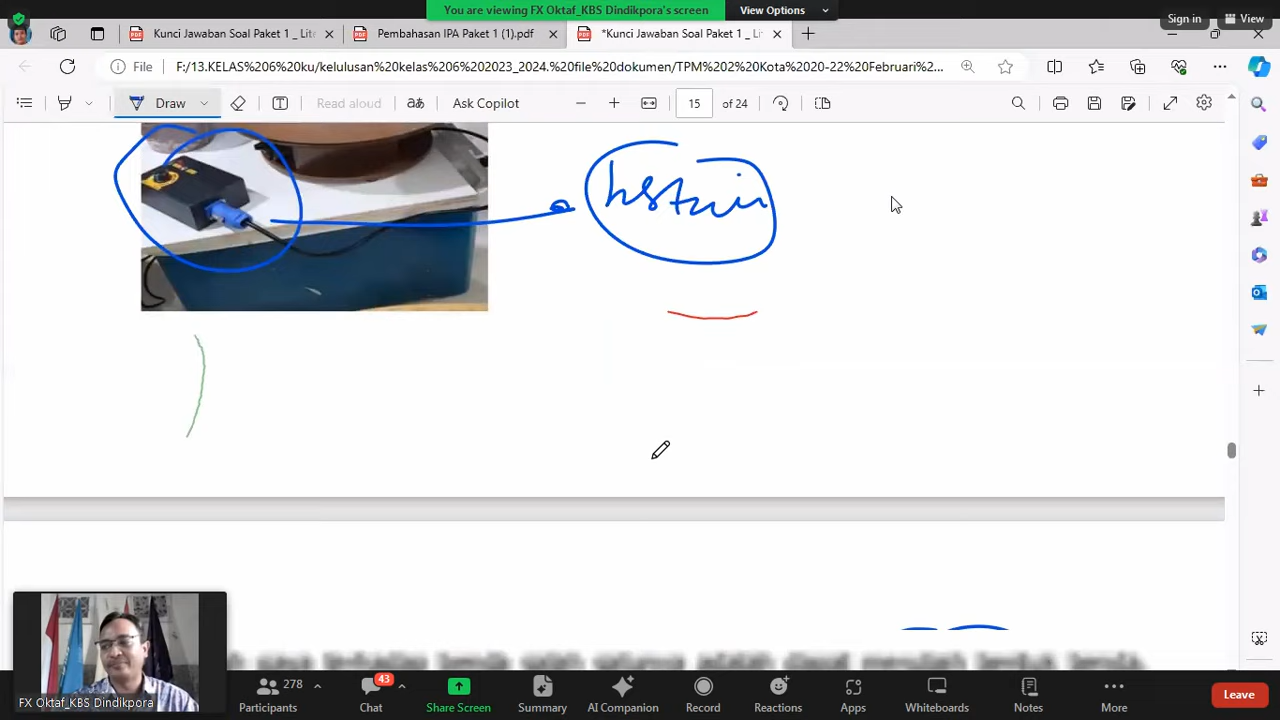 You are viewing FX Oktaf_KBS Dindikpora's screen
View Options
Sign in
View
Kunci Jawaban Soal Paket 1 _ Lite
Pembahasan IPA Paket 1 (1).pdf
*Kunci Jawaban Soal Paket 1 _ Lit
File
F:/13.KELAS%206%20ku/kelulusan%20kelas%206%202023_2024.%20file%20dokumen/TPM%202%20Kota%2020-22%20Februari%2...
Draw
Read aloud
aあ
Ask Copilot
15 of 24
FX Oktaf_KBS Dindikpora
278
43
Participants
Chat
Share Screen
Summary
AI Companion
Record
Reactions
Apps
Whiteboards
Notes
More
Leave